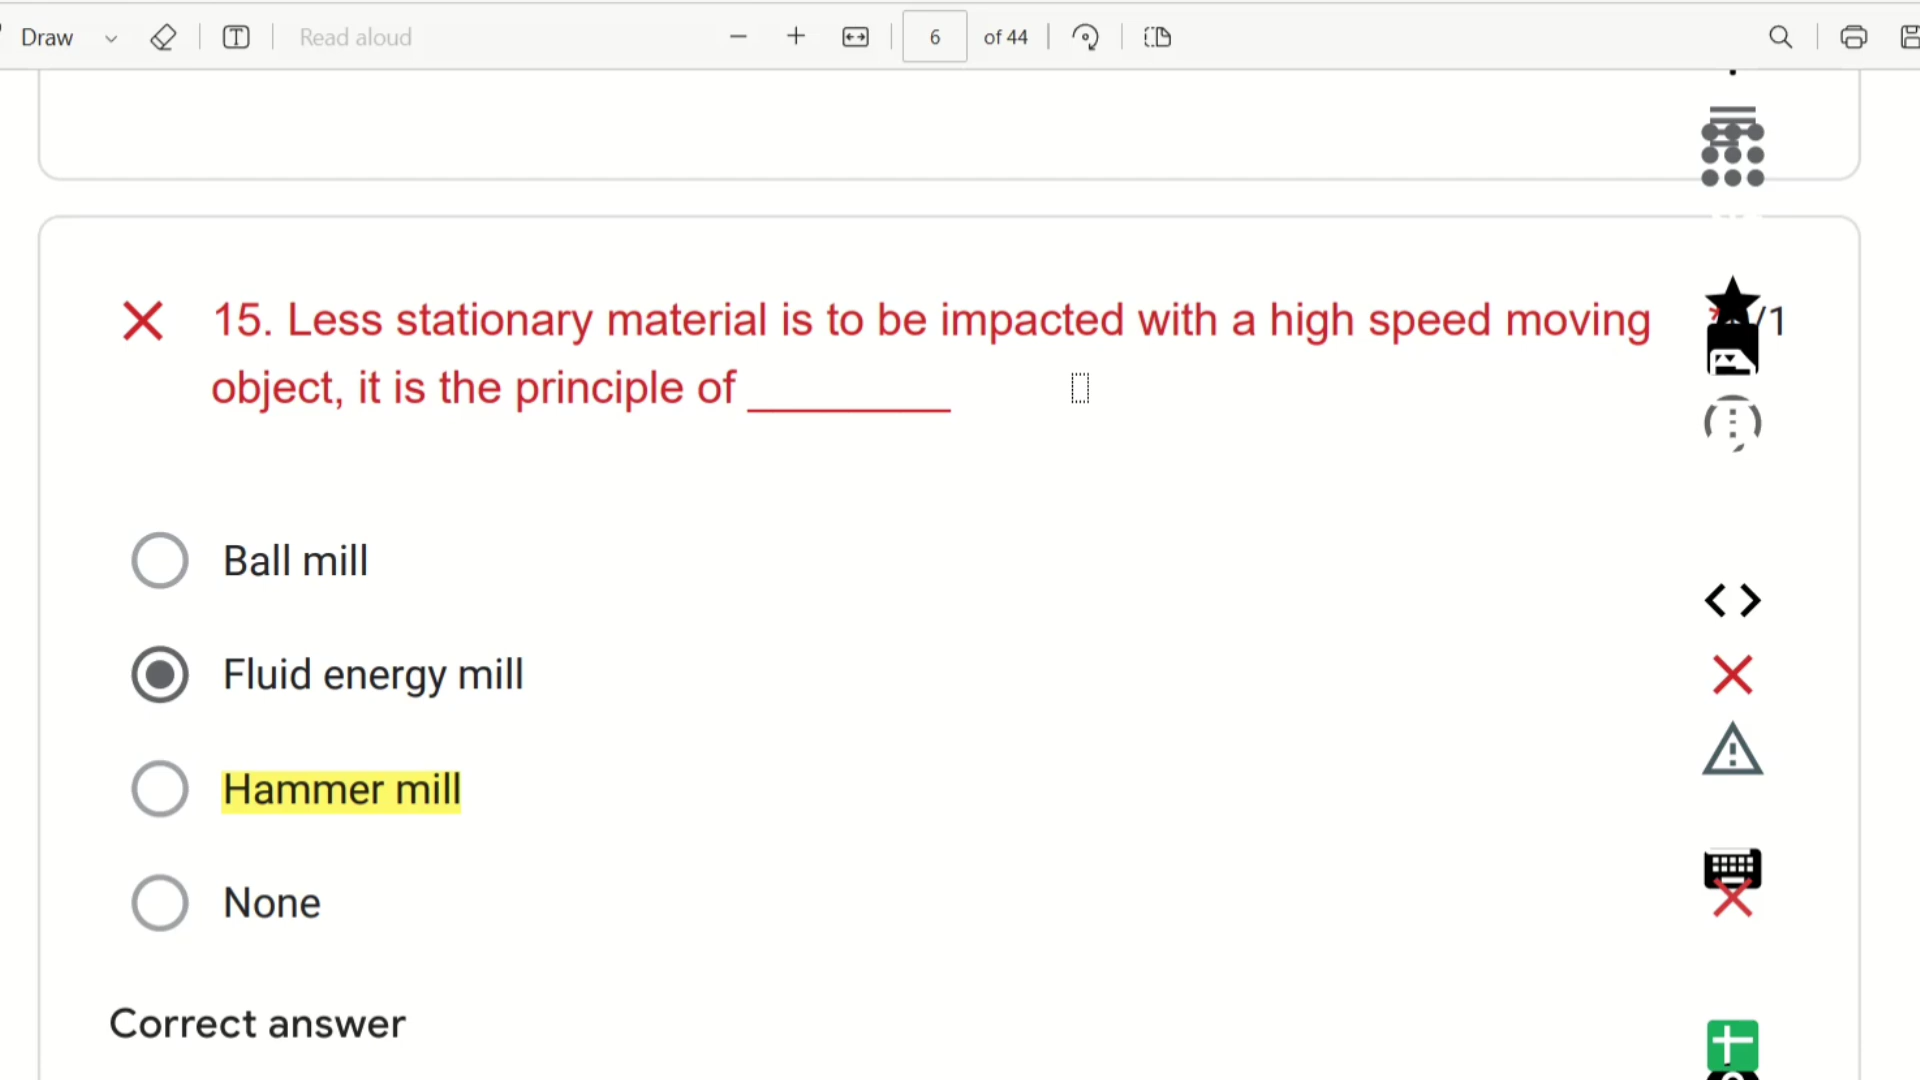 Draw
Read aloud
6 of 44
15. Less stationary material is to be impacted with a high speed moving
/1
object, it is the principle of _________
Ball mill
Fluid energy mill
Hammer mill
None
Correct answer